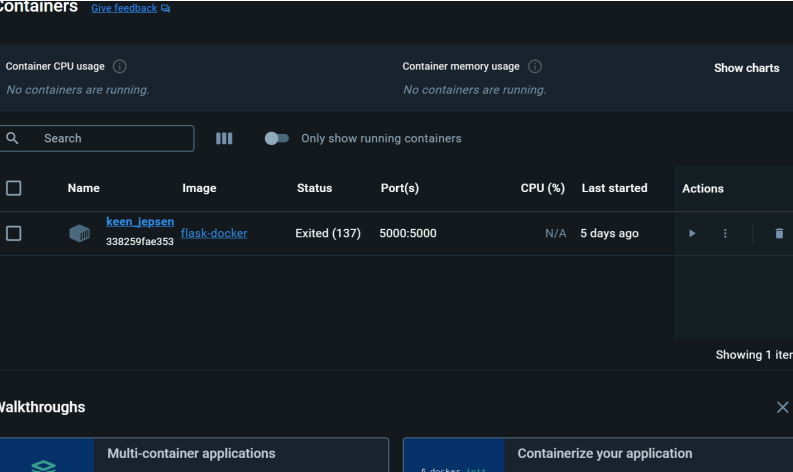 Containers Give feedback
Container CPU usage
No containers are running.
Container memory usage
No containers are running.
Show charts
Search
Only show running containers
Name Image Status Port(s) CPU (%) Last started Actions
keen_jepsen
338259fae353
flask-docker Exited (137) 5000:5000 N/A 5 days ago
Showing 1 item
Walkthroughs
Multi-container applications
$ docker init
Containerize your application